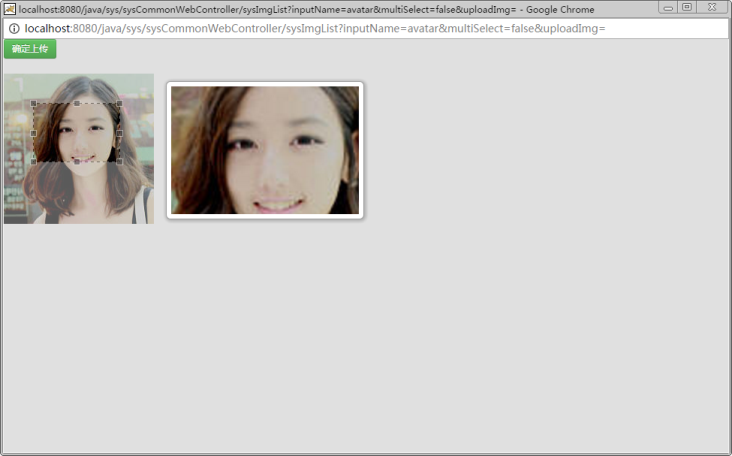 localhost:8080/java/sys/sysCommonWebController/sysImgList?inputName=avatar&multiSelect=false&uploadImg= - Google Chrome
localhost:8080/java/sys/sysCommonWebController/sysImgList?inputName=avatar&multiSelect=false&uploadImg=
确定上传